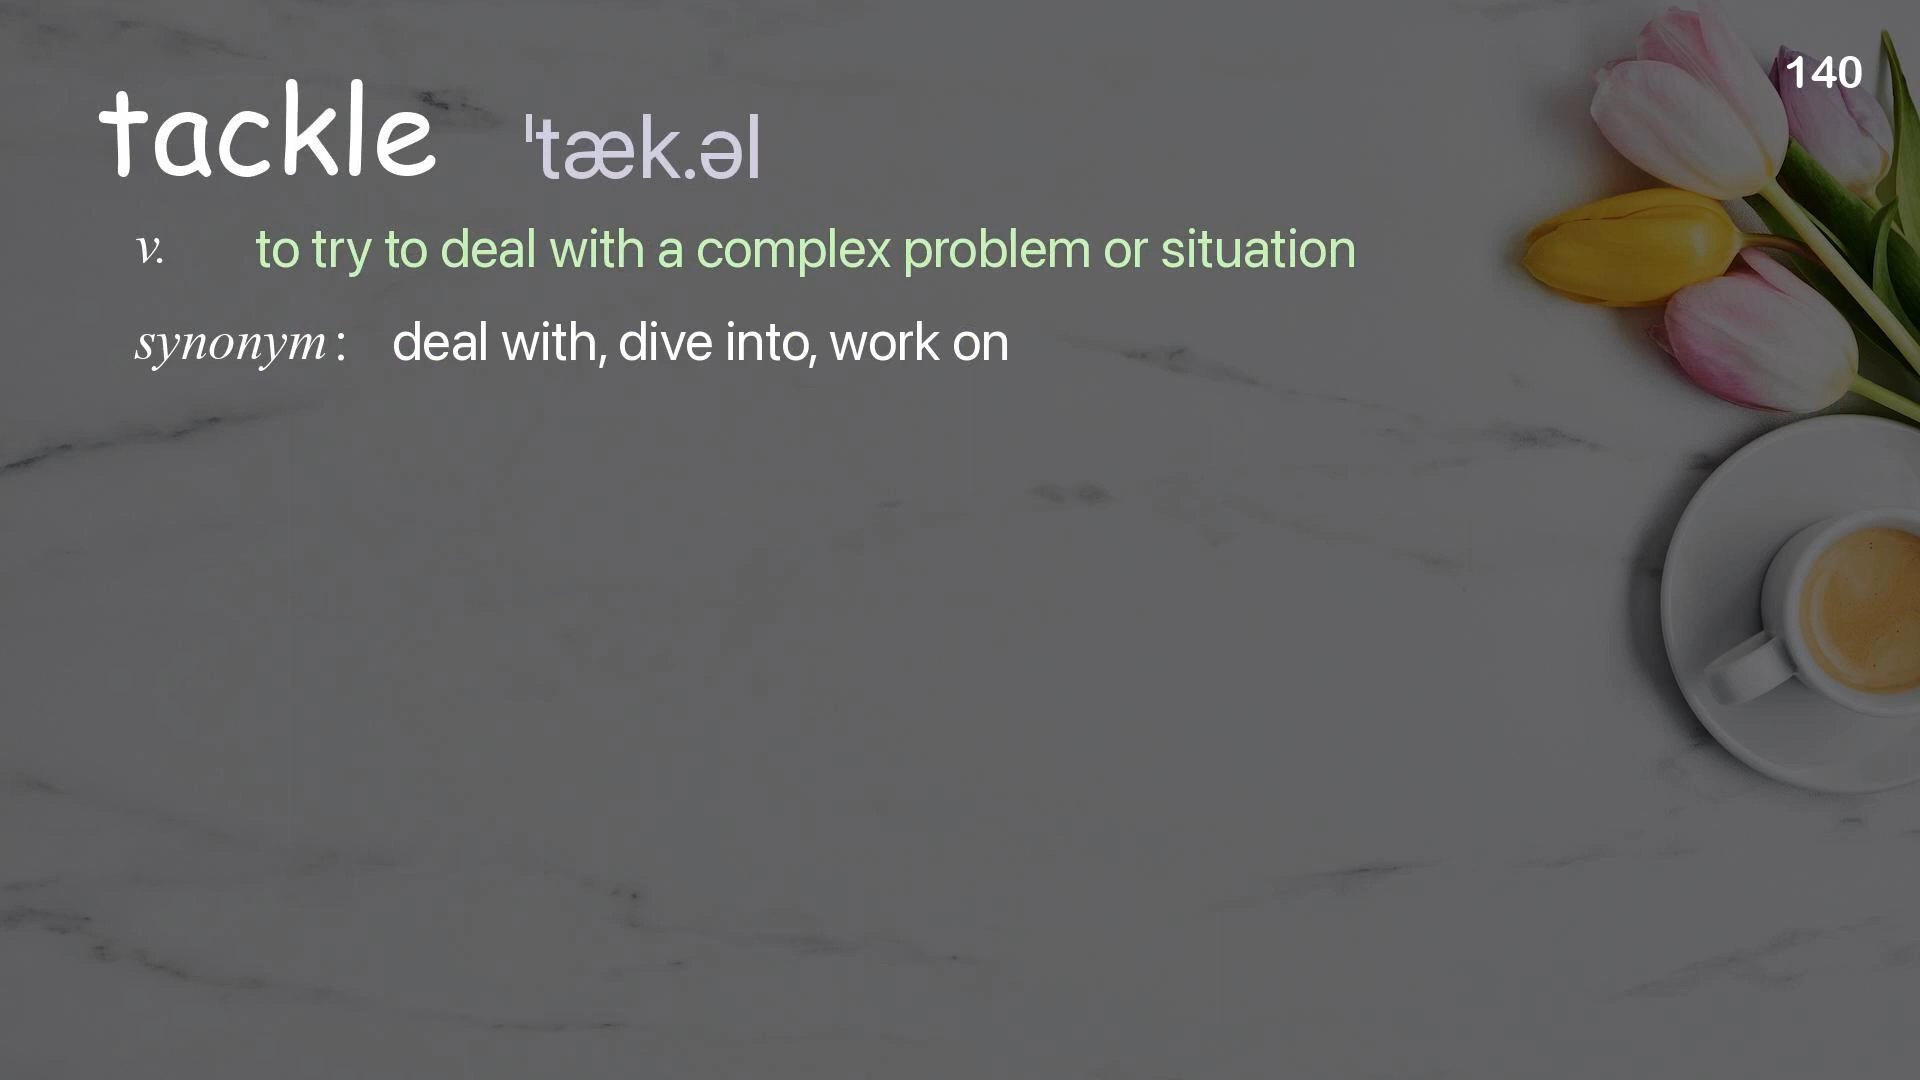 140
tackle ˈtæk.əl
v. to try to deal with a complex problem or situation
synonym: deal with, dive into, work on